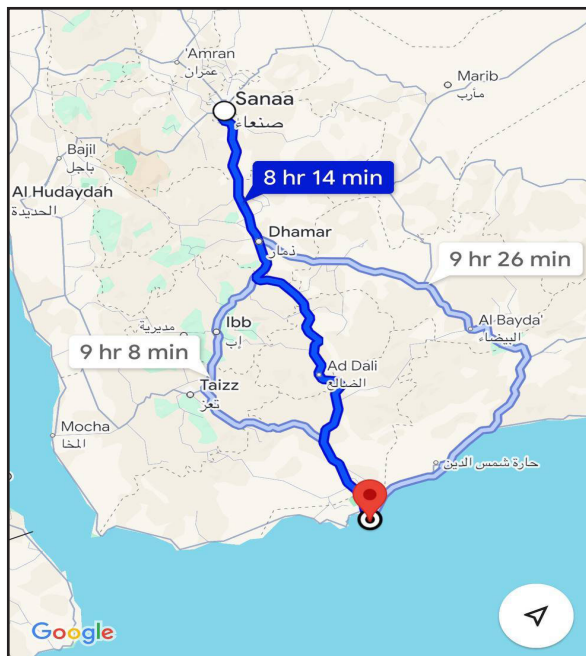 'Amran
عمران
Marib
مأرب
Sanaa
صنعاء
Bajil
باجل
8 hr 14 min
Al Hudaydah
الحديدة
Dhamar
ذمار
9 hr 26 min
Ibb
إب
مديرية
Al Bayda'
البيضاء
9 hr 8 min
Ad Dali
الضالع
Taizz
تعز
Mocha
المخا
حارة شمس الدين
Google